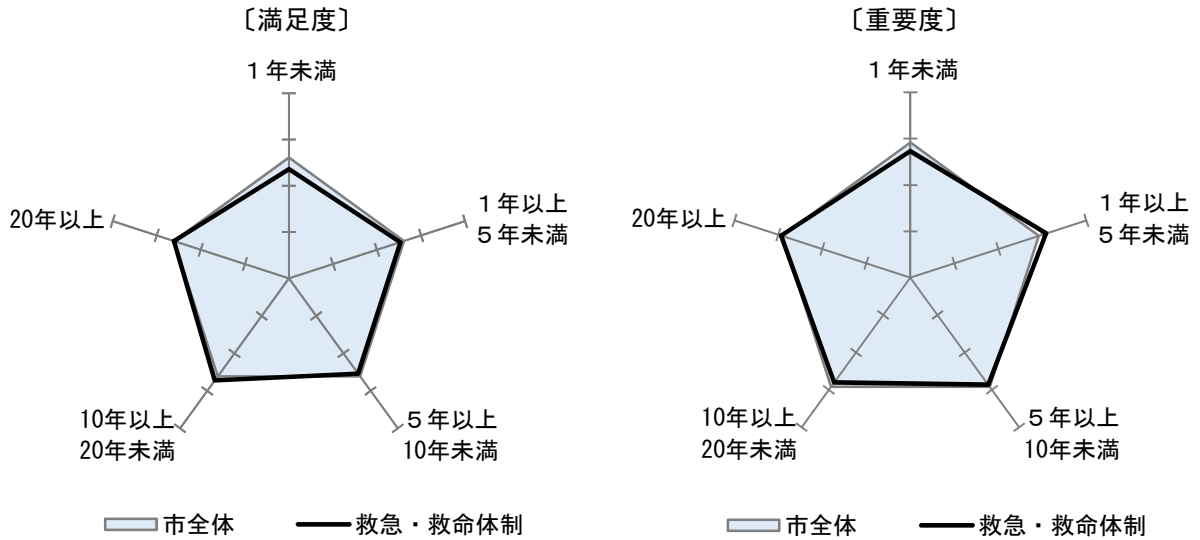 〔満足度〕
１年未満
１年以上
５年未満
５年以上
10年未満
10年以上
20年未満
20年以上
市全体
救急・救命体制
〔重要度〕
１年未満
１年以上
５年未満
５年以上
10年未満
10年以上
20年未満
20年以上
市全体
救急・救命体制